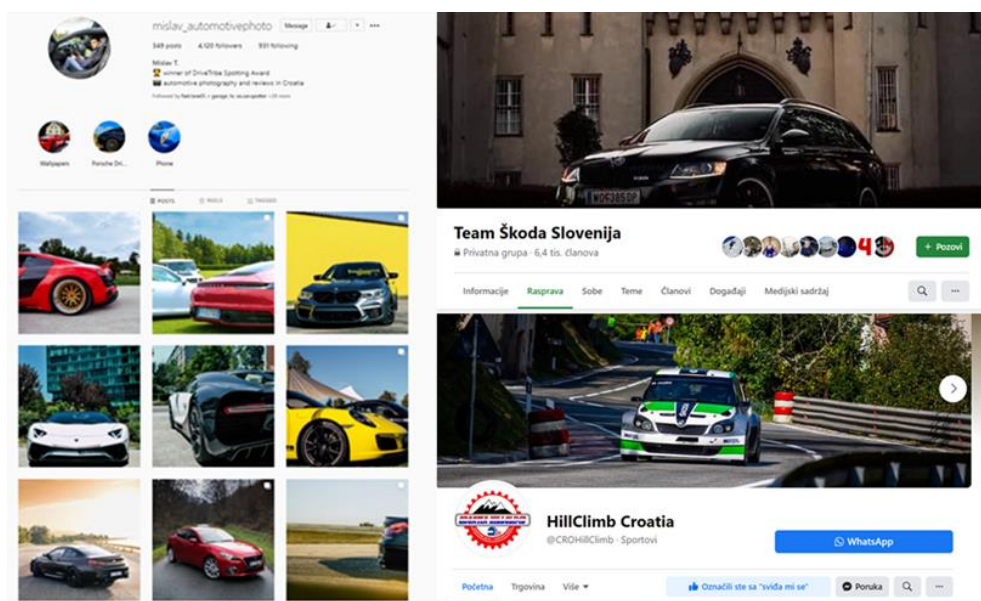 mislav_automotivephoto Message
549 posts 4,120 followers 931 following
Mislav T.
winner of DriveTribe Spotting Award
automotive photography and reviews in Croatia
Wallpapers Porsche Dri... Phone
POSTS REELS TAGGED
Team Škoda Slovenija
Privatna grupa · 6,4 tis. članova
+ Pozovi
Informacije Rasprava Sobe Teme Članovi Događaji Medijski sadržaj
HillClimb Croatia
@CROHillClimb · Sportovi
WhatsApp
Početna Trgovina Više
Označili ste sa "sviđa mi se" Poruka